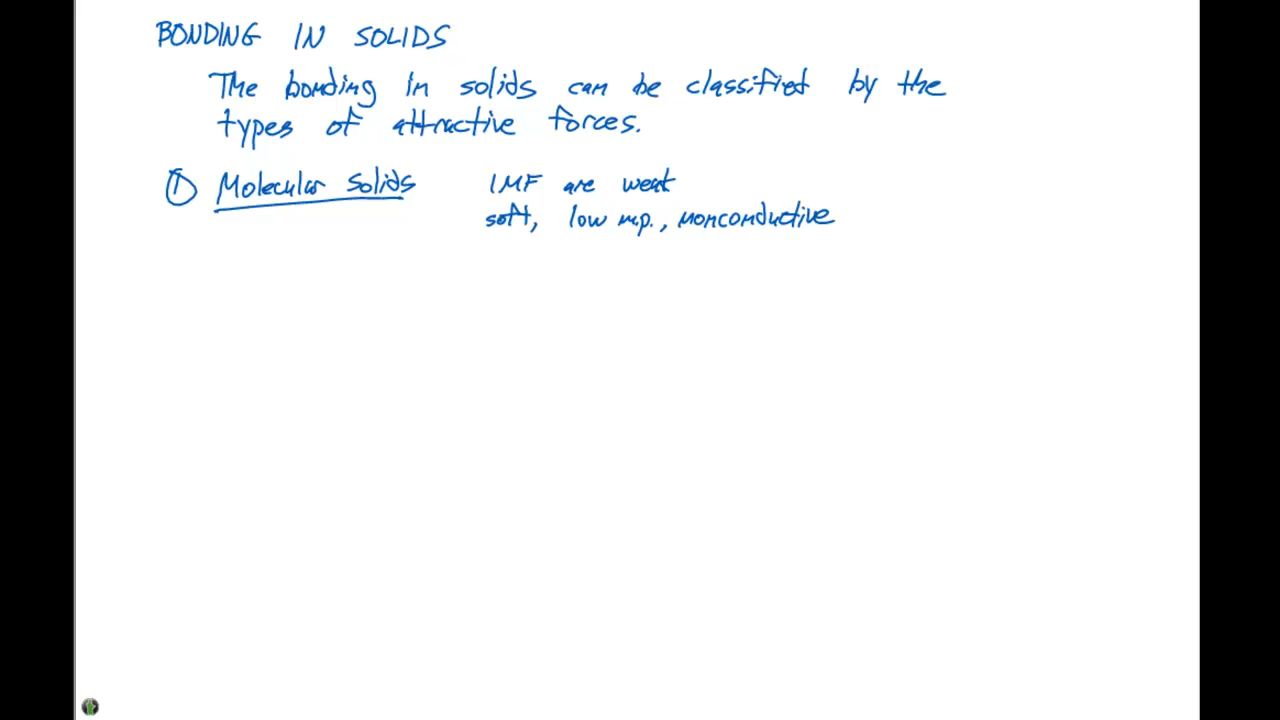 BONDING IN SOLIDS
The bonding in solids can be classified by the
types of attractive forces.
① Molecular Solids IMF are weak
soft, low m.p., nonconductive